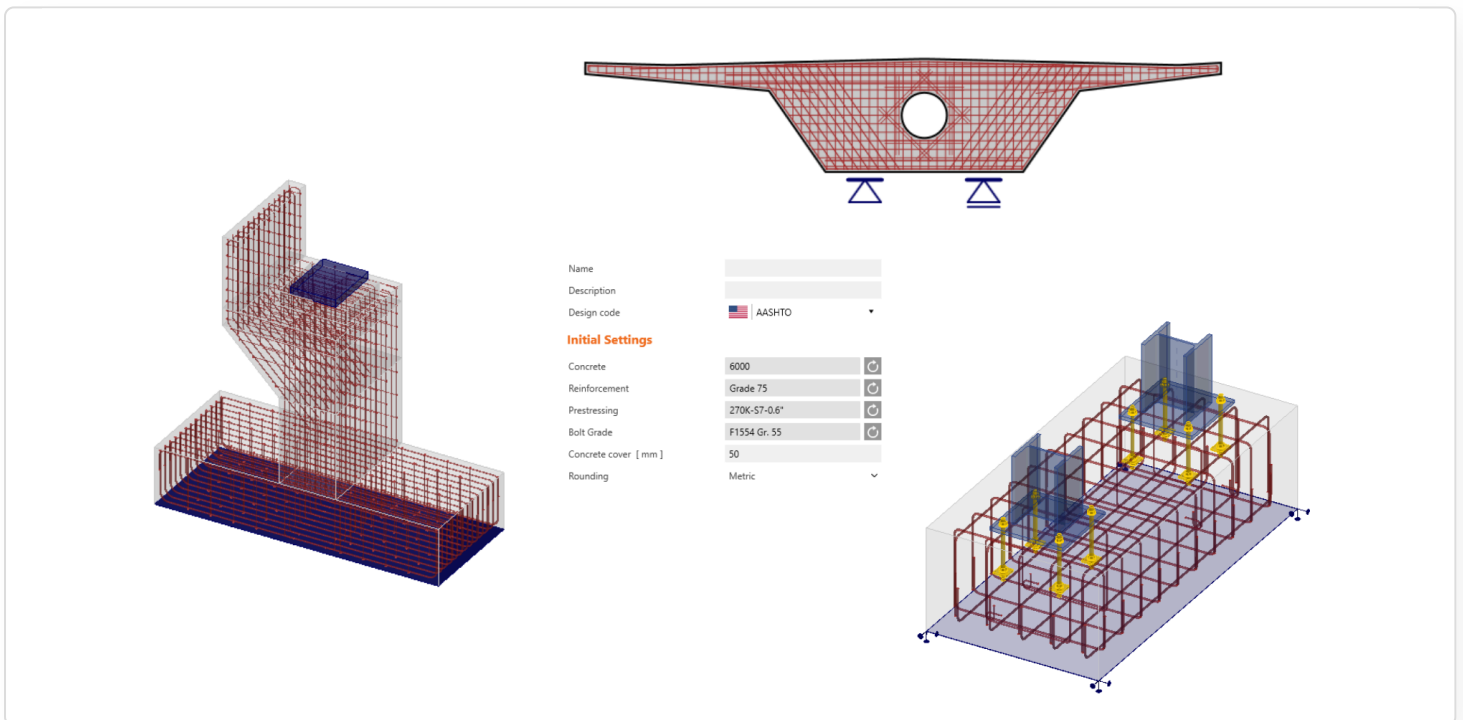 Name
Description
Design code AASHTO
Initial Settings
Concrete 6000
Reinforcement Grade 75
Prestressing 270K-S7-0.6"
Bolt Grade F1554 Gr. 55
Concrete cover [ mm ] 50
Rounding Metric